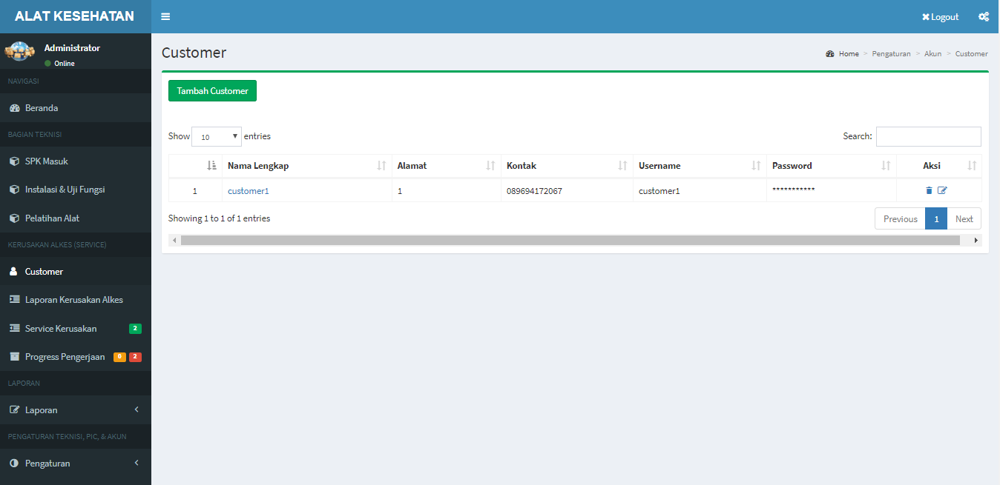 ALAT KESEHATAN
Logout
Administrator
Online
NAVIGASI
Beranda
BAGIAN TEKNISI
SPK Masuk
Instalasi & Uji Fungsi
Pelatihan Alat
KERUSAKAN ALKES (SERVICE)
Customer
Laporan Kerusakan Alkes
Service Kerusakan 2
Progress Pengerjaan 0 2
LAPORAN
Laporan
PENGATURAN TEKNISI, PIC, & AKUN
Pengaturan
Customer
Home > Pengaturan > Akun > Customer
Tambah Customer
Show 10 entries
Search:
Nama Lengkap Alamat Kontak Username Password Aksi
1 customer1 1 089694172067 customer1 ***********
Showing 1 to 1 of 1 entries
Previous 1 Next